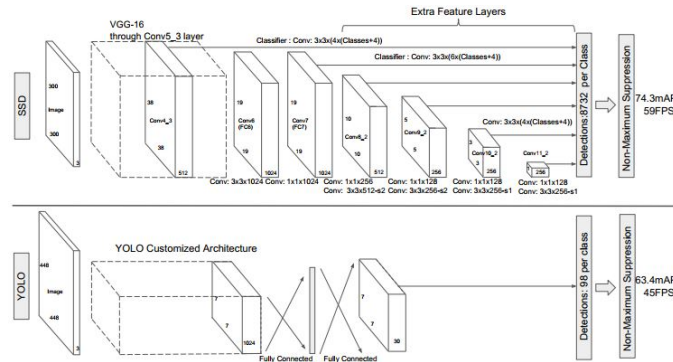 Extra Feature Layers
VGG-16
through Conv5_3 layer
Classifier : Conv: 3x3x(4x(Classes+4))
Classifier : Conv: 3x3x(6x(Classes+4))
SSD
300
Image
300
3
38
Conv4_3
38
512
19
Conv6
(FC6)
19
1024
19
Conv7
(FC7)
19
1024
10
Conv8_2
10
512
5
Conv9_2
5
256
Conv: 3x3x(4x(Classes+4))
3
Conv10_2
3
256
Conv11_2
256
Conv: 3x3x1024
Conv: 1x1x1024
Conv: 1x1x256
Conv: 3x3x512-s2
Conv: 1x1x128
Conv: 3x3x256-s2
Conv: 1x1x128
Conv: 3x3x256-s1
Conv: 1x1x128
Conv: 3x3x256-s1
Detections:8732 per Class
Non-Maximum Suppression
74.3mAP
59FPS
YOLO Customized Architecture
YOLO
448
Image
448
3
7
7
1024
Fully Connected
Fully Connected
7
7
30
Detections: 98 per class
Non-Maximum Suppression
63.4mAP
45FPS